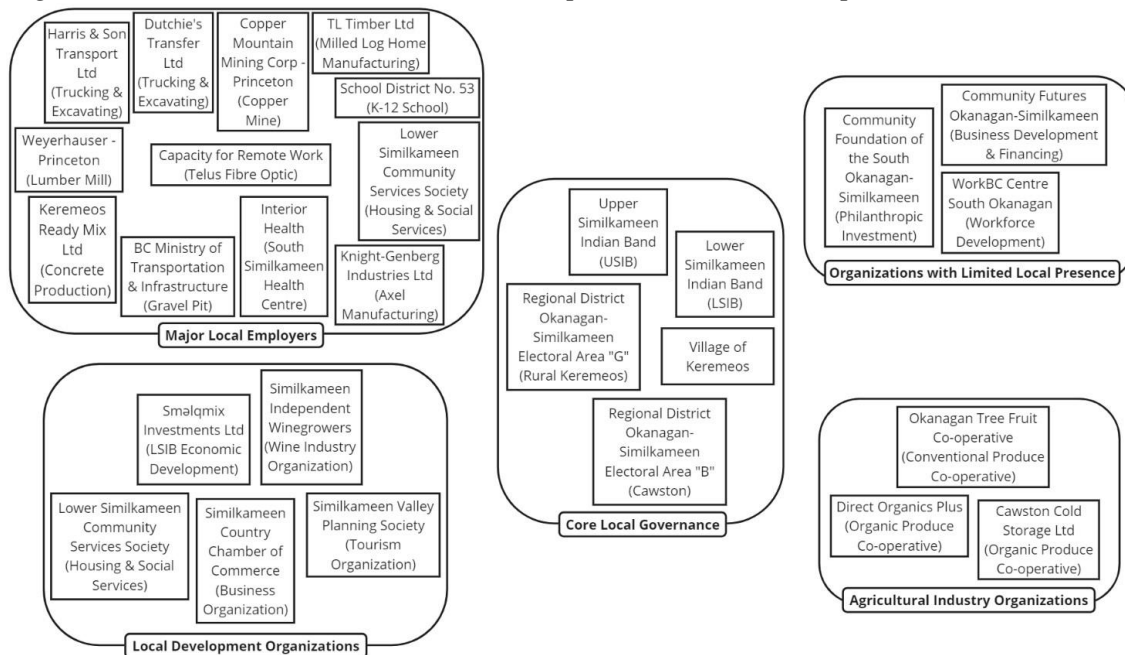 Harris & Son
Transport
Ltd
(Trucking &
Excavating)
Dutchie's
Transfer
Ltd
(Trucking &
Excavating)
Copper
Mountain
Mining Corp -
Princeton
(Copper
Mine)
TL Timber Ltd
(Milled Log Home
Manufacturing)
School District No. 53
(K-12 School)
Weyerhauser -
Princeton
(Lumber Mill)
Capacity for Remote Work
(Telus Fibre Optic)
Lower
Similkameen
Community
Services Society
(Housing & Social
Services)
Keremeos
Ready Mix
Ltd
(Concrete
Production)
BC Ministry of
Transportation
& Infrastructure
(Gravel Pit)
Interior
Health
(South
Similkameen
Health
Centre)
Knight-Genberg
Industries Ltd
(Axel
Manufacturing)
Major Local Employers
Sməlqmix
Investments Ltd
(LSIB Economic
Development)
Similkameen
Independent
Winegrowers
(Wine Industry
Organization)
Lower Similkameen
Community
Services Society
(Housing & Social
Services)
Similkameen
Country
Chamber of
Commerce
(Business
Organization)
Similkameen Valley
Planning Society
(Tourism
Organization)
Local Development Organizations
Upper
Similkameen
Indian Band
(USIB)
Lower
Similkameen
Indian Band
(LSIB)
Regional District
Okanagan-
Similkameen
Electoral Area "G"
(Rural Keremeos)
Village of
Keremeos
Regional District
Okanagan-
Similkameen
Electoral Area "B"
(Cawston)
Core Local Governance
Community
Foundation of
the South
Okanagan-
Similkameen
(Philanthropic
Investment)
Community Futures
Okanagan-Similkameen
(Business Development
& Financing)
WorkBC Centre
South Okanagan
(Workforce
Development)
Organizations with Limited Local Presence
Okanagan Tree Fruit
Co-operative
(Conventional Produce
Co-operative)
Direct Organics Plus
(Organic Produce
Co-operative)
Cawston Cold
Storage Ltd
(Organic Produce
Co-operative)
Agricultural Industry Organizations